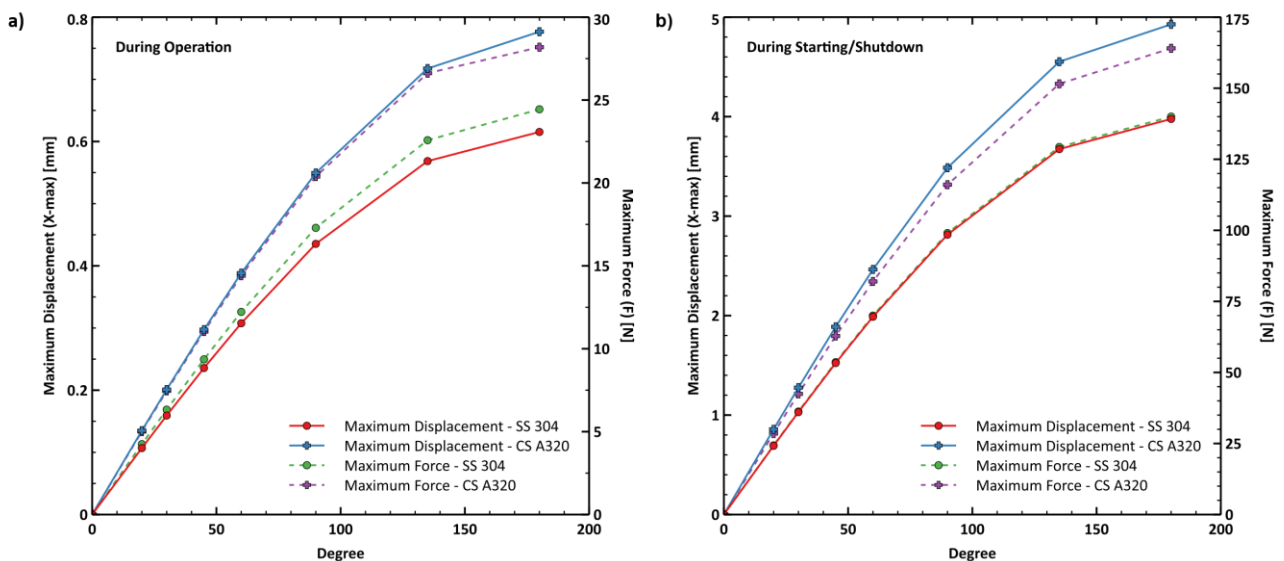 a)
During Operation
Maximum Displacement (X-max) [mm]
0.8
0.6
0.4
0.2
0
30
25
20
15
10
5
0
Maximum Force (F) [N]
Maximum Displacement - SS 304
Maximum Displacement - CS A320
Maximum Force - SS 304
Maximum Force - CS A320
0 50 100 150 200
Degree
b)
During Starting/Shutdown
Maximum Displacement (X-max) [mm]
5
4
3
2
1
0
175
150
125
100
75
50
25
0
Maximum Force (F) [N]
Maximum Displacement - SS 304
Maximum Displacement - CS A320
Maximum Force - SS 304
Maximum Force - CS A320
0 50 100 150 200
Degree